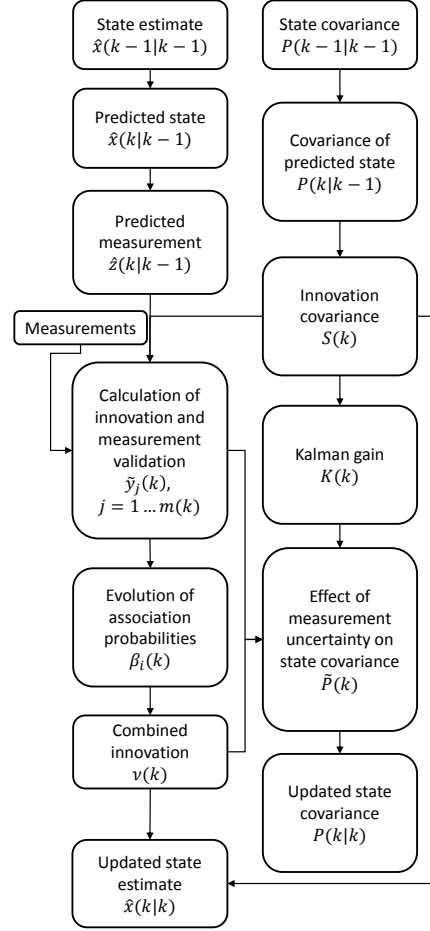 State estimate
x̂(k − 1|k − 1)
Predicted state
x̂(k|k − 1)
Predicted
measurement
ẑ(k|k − 1)
Measurements
Calculation of
innovation and
measurement
validation
ỹⱼ(k),
j = 1 … m(k)
Evolution of
association
probabilities
βᵢ(k)
Combined
innovation
ν(k)
Updated state
estimate
x̂(k|k)
State covariance
P(k − 1|k − 1)
Covariance of
predicted state
P(k|k − 1)
Innovation
covariance
S(k)
Kalman gain
K(k)
Effect of
measurement
uncertainty on
state covariance
P̃(k)
Updated state
covariance
P(k|k)